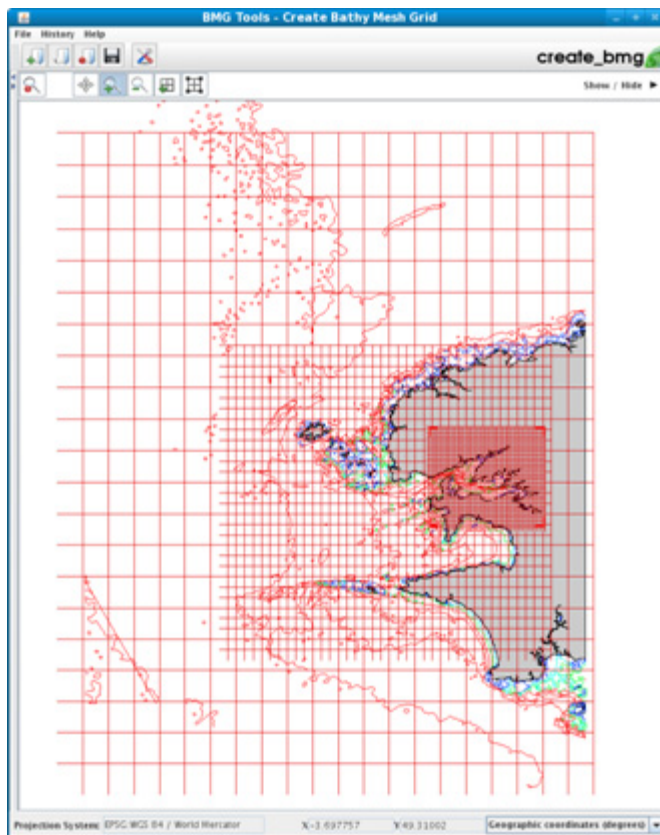 BMG Tools - Create Bathy Mesh Grid
File History Help
create_bmg
Show / Hide
Projection System: EPSG:WGS 84 / World Mercator X:-3.697757 Y:49.31002 Geographic coordinates (degrees)